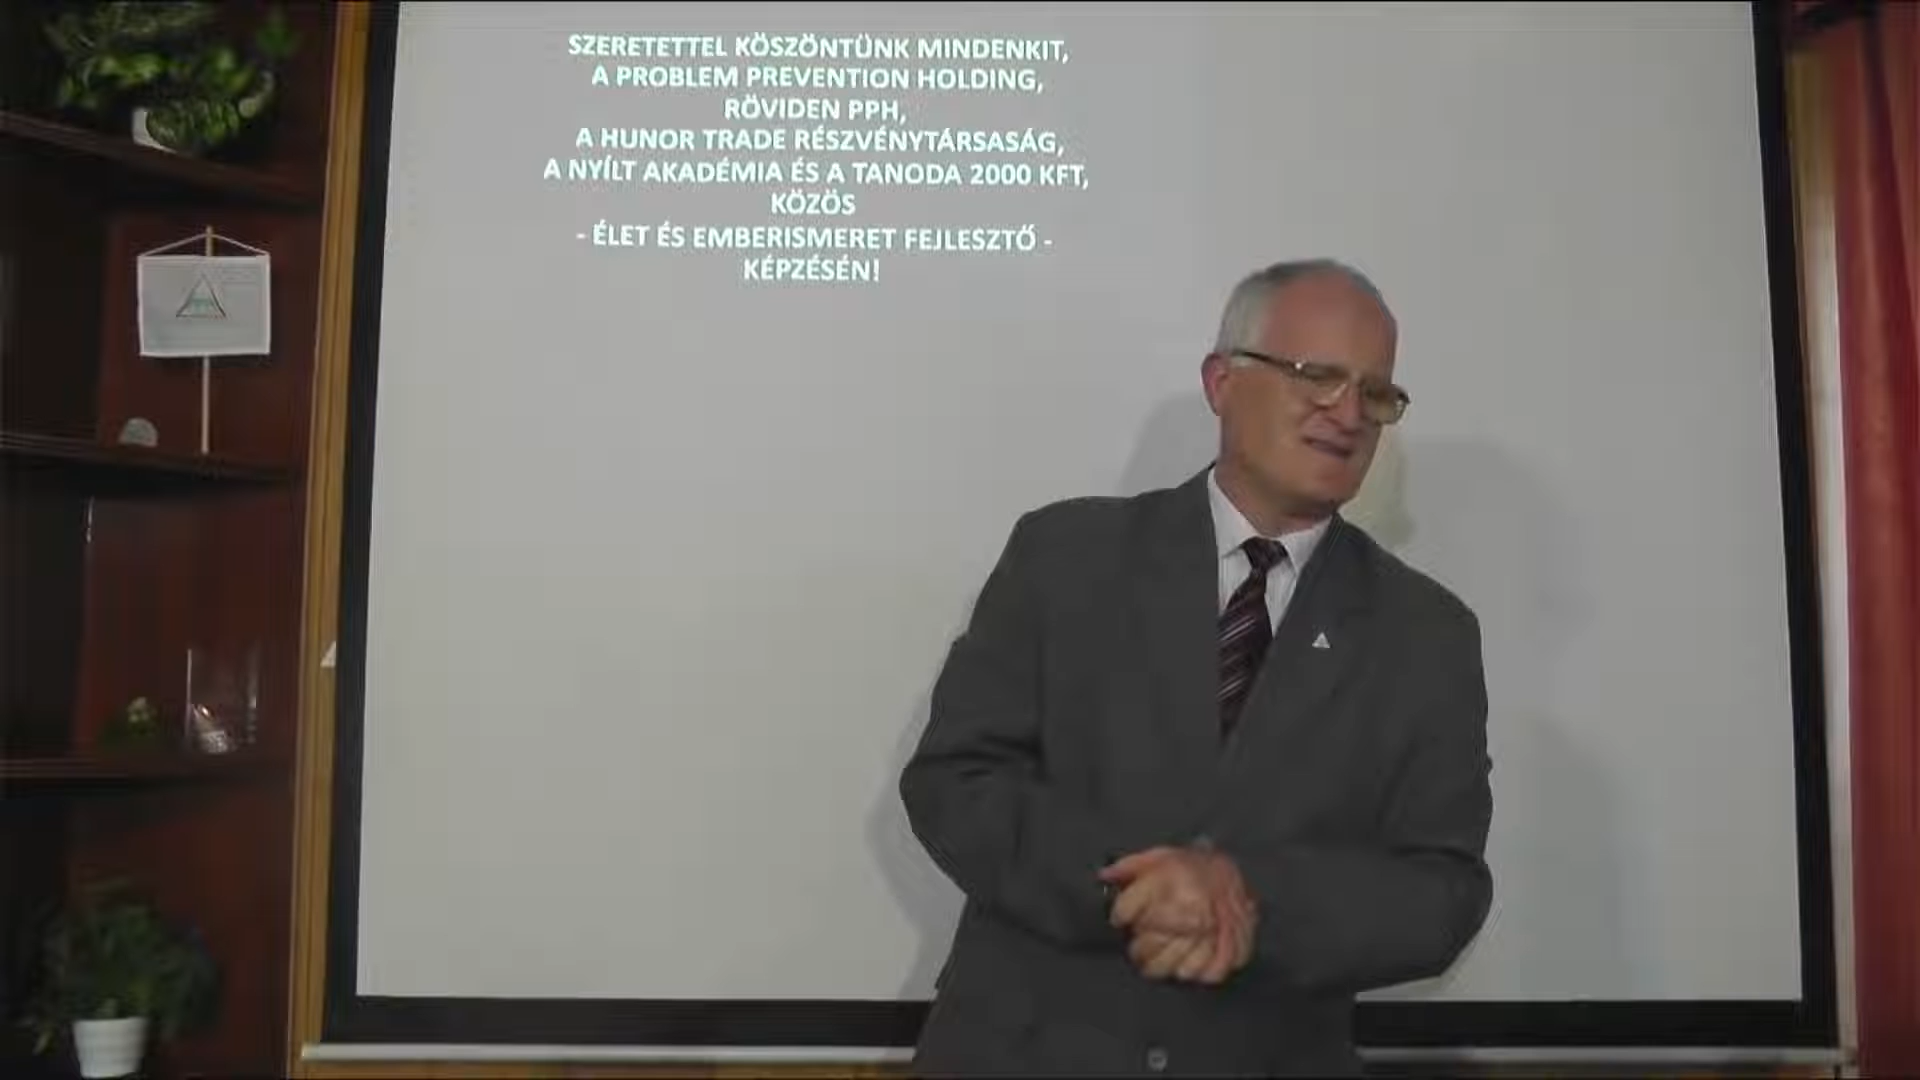 SZERETETTEL KÖSZÖNTÜNK MINDENKIT,
A PROBLEM PREVENTION HOLDING,
RÖVIDEN PPH,
A HUNOR TRADE RÉSZVÉNYTÁRSASÁG,
A NYÍLT AKADÉMIA ÉS A TANODA 2000 KFT,
KÖZÖS
- ÉLET ÉS EMBERISMERET FEJLESZTŐ -
KÉPZÉSÉN!